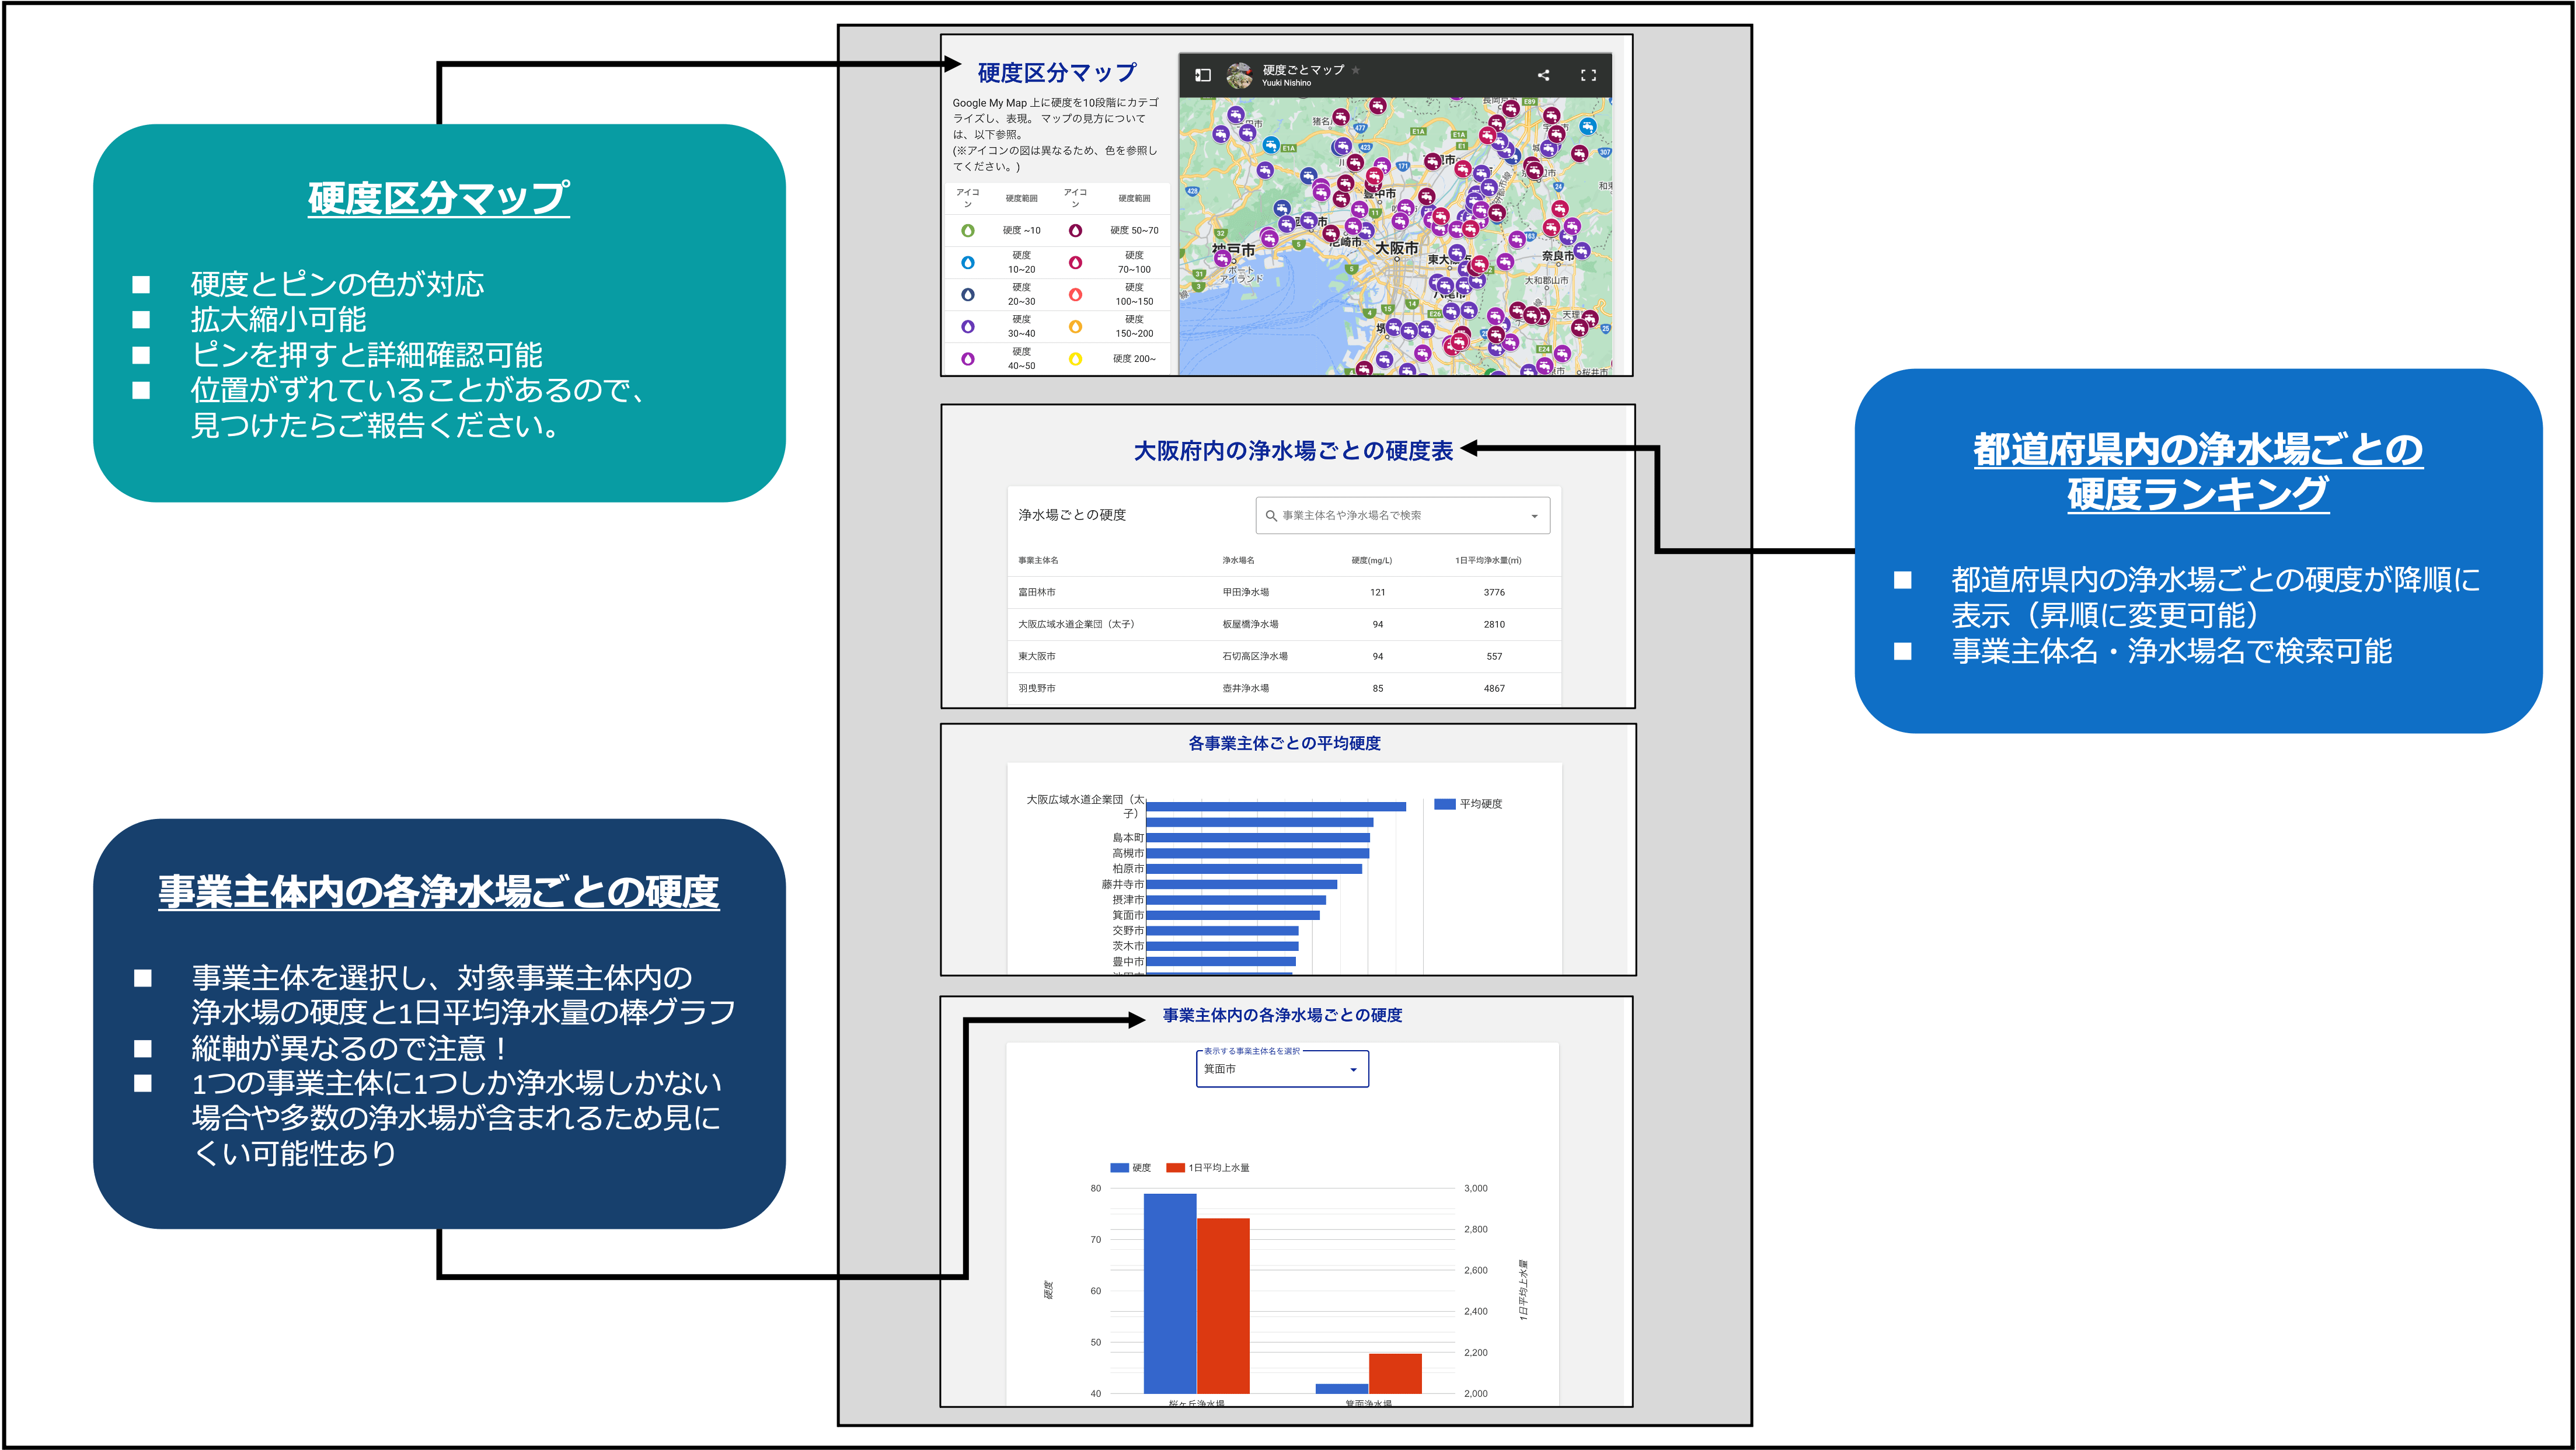 硬度区分マップ
硬度とピンの色が対応
拡大縮小可能
ピンを押すと詳細確認可能
位置がずれていることがあるので、
見つけたらご報告ください。
事業主体内の各浄水場ごとの硬度
事業主体を選択し、対象事業主体内の
浄水場の硬度と1日平均浄水量の棒グラフ
縦軸が異なるので注意！
1つの事業主体に1つしか浄水場しかない
場合や多数の浄水場が含まれるため見に
くい可能性あり
硬度区分マップ
Google My Map 上に硬度を10段階にカテゴ
ライズし、表現。 マップの見方について
は、以下参照。
(※アイコンの図は異なるため、色を参照し
てください。)
アイコ
ン
硬度範囲
アイコ
ン
硬度範囲
硬度 ~10
硬度 50~70
硬度
10~20
硬度
70~100
硬度
20~30
硬度
100~150
硬度
30~40
硬度
150~200
硬度
40~50
硬度 200~
硬度ごとマップ
Yuuki Nishino
神戸市
ポート
アイランド
尼崎市
大阪市
豊中市
奈良市
大和郡山市
桜井市
大阪府内の浄水場ごとの硬度表
浄水場ごとの硬度
事業主体名や浄水場名で検索
事業主体名 浄水場名 硬度(mg/L) 1日平均浄水量(㎥)
富田林市 甲田浄水場 121 3776
大阪広域水道企業団（太子） 板屋橋浄水場 94 2810
東大阪市 石切高区浄水場 94 557
羽曳野市 壺井浄水場 85 4867
各事業主体ごとの平均硬度
大阪広域水道企業団（太
子）
平均硬度
島本町
高槻市
柏原市
藤井寺市
摂津市
箕面市
交野市
茨木市
豊中市
事業主体内の各浄水場ごとの硬度
表示する事業主体名を選択
箕面市
硬度 1日平均上水量
80 3,000
2,800
70
2,600
60
2,400
50
2,200
40 2,000
硬度
1日平均上水量
桜ヶ丘浄水場 箕面浄水場
都道府県内の浄水場ごとの
硬度ランキング
都道府県内の浄水場ごとの硬度が降順に
表示（昇順に変更可能）
事業主体名・浄水場名で検索可能